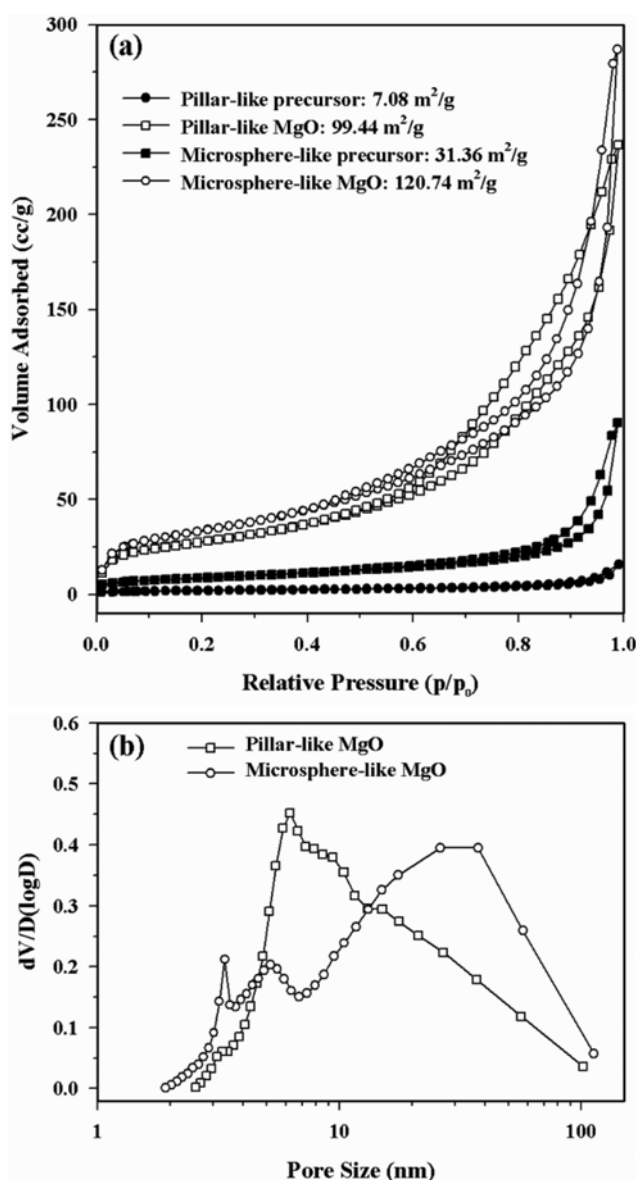 (a)
Pillar-like precursor: 7.08 m²/g
Pillar-like MgO: 99.44 m²/g
Microsphere-like precursor: 31.36 m²/g
Microsphere-like MgO: 120.74 m²/g
Volume Adsorbed (cc/g)
300
250
200
150
100
50
0
0.0 0.2 0.4 0.6 0.8 1.0
Relative Pressure (p/p₀)
(b)
Pillar-like MgO
Microsphere-like MgO
dV/D(logD)
0.6
0.5
0.4
0.3
0.2
0.1
0.0
1 10 100
Pore Size (nm)